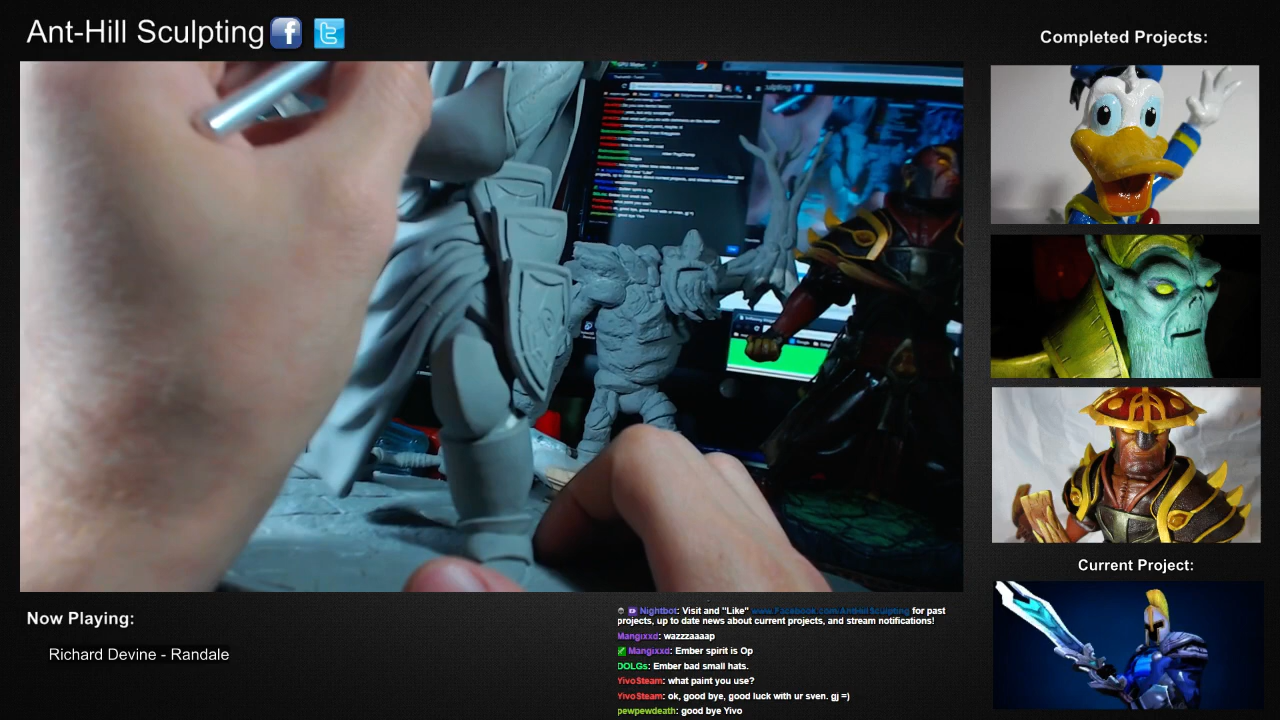 Ant-Hill Sculpting
Completed Projects:
Current Project:
Now Playing:
Richard Devine - Randale
Nightbot: Visit and "Like" www.Facebook.com/AntHillSculpting for past
projects, up to date news about current projects, and stream notifications!
Mangixxd: wazzzaaaap
Mangixxd: Ember spirit is Op
DOLGs: Ember bad small hats.
YivoSteam: what paint you use?
YivoSteam: ok, good bye, good luck with ur sven. gj =)
pewpewdeath: good bye Yivo